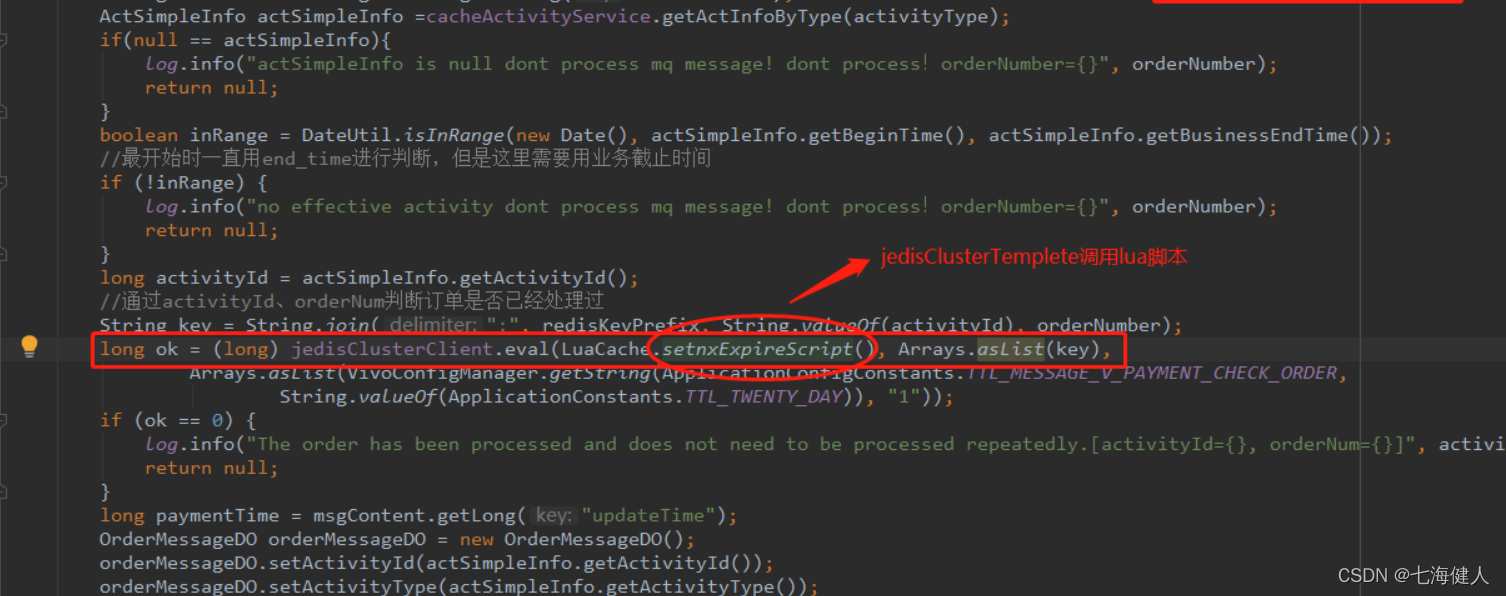 ActSimpleInfo actSimpleInfo =cacheActivityService.getActInfoByType(activityType);
if(null == actSimpleInfo){
log.info("actSimpleInfo is null dont process mq message! dont process! orderNumber={}", orderNumber);
return null;
}
boolean inRange = DateUtil.isInRange(new Date(), actSimpleInfo.getBeginTime(), actSimpleInfo.getBusinessEndTime());
//最开始时一直用end_time进行判断，但是这里需要用业务截止时间
if (!inRange) {
log.info("no effective activity dont process mq message! dont process! orderNumber={}", orderNumber);
return null;
}
jedisClusterTemplete调用lua脚本
long activityId = actSimpleInfo.getActivityId();
//通过activityId、orderNum判断订单是否已经处理过
String key = String.join( delimiter: ":", redisKeyPrefix, String.valueOf(activityId), orderNumber);
long ok = (long) jedisClusterClient.eval(LuaCache.setnxExpireScript(), Arrays.asList(key),
Arrays.asList(VivoConfigManager.getString(ApplicationConfigConstants.TTL_MESSAGE_V_PAYMENT_CHECK_ORDER,
String.valueOf(ApplicationConstants.TTL_TWENTY_DAY)), "1"));
if (ok == 0) {
log.info("The order has been processed and does not need to be processed repeatedly.[activityId={}, orderNum={}]", activi
return null;
}
long paymentTime = msgContent.getLong( key: "updateTime");
OrderMessageDO orderMessageDO = new OrderMessageDO();
orderMessageDO.setActivityId(actSimpleInfo.getActivityId());
orderMessageDO.setActivityType(actSimpleInfo.getActivityType());
CSDN @七海健人